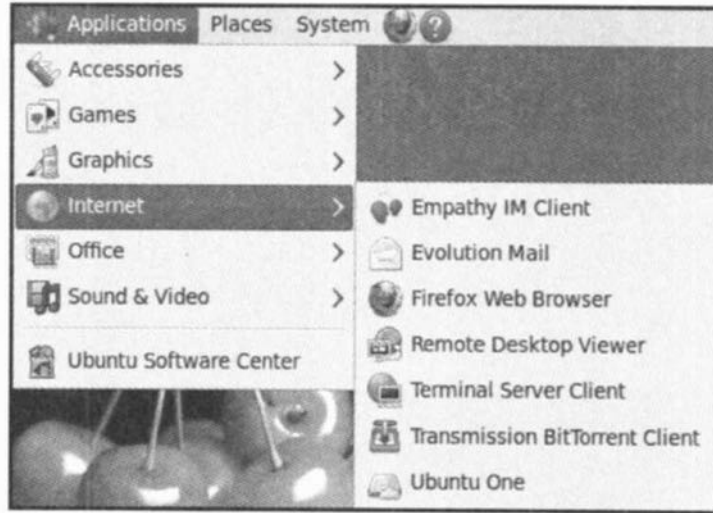 Applications Places System
Accessories
Games
Graphics
Internet
Office
Sound & Video
Ubuntu Software Center
Empathy IM Client
Evolution Mail
Firefox Web Browser
Remote Desktop Viewer
Terminal Server Client
Transmission BitTorrent Client
Ubuntu One